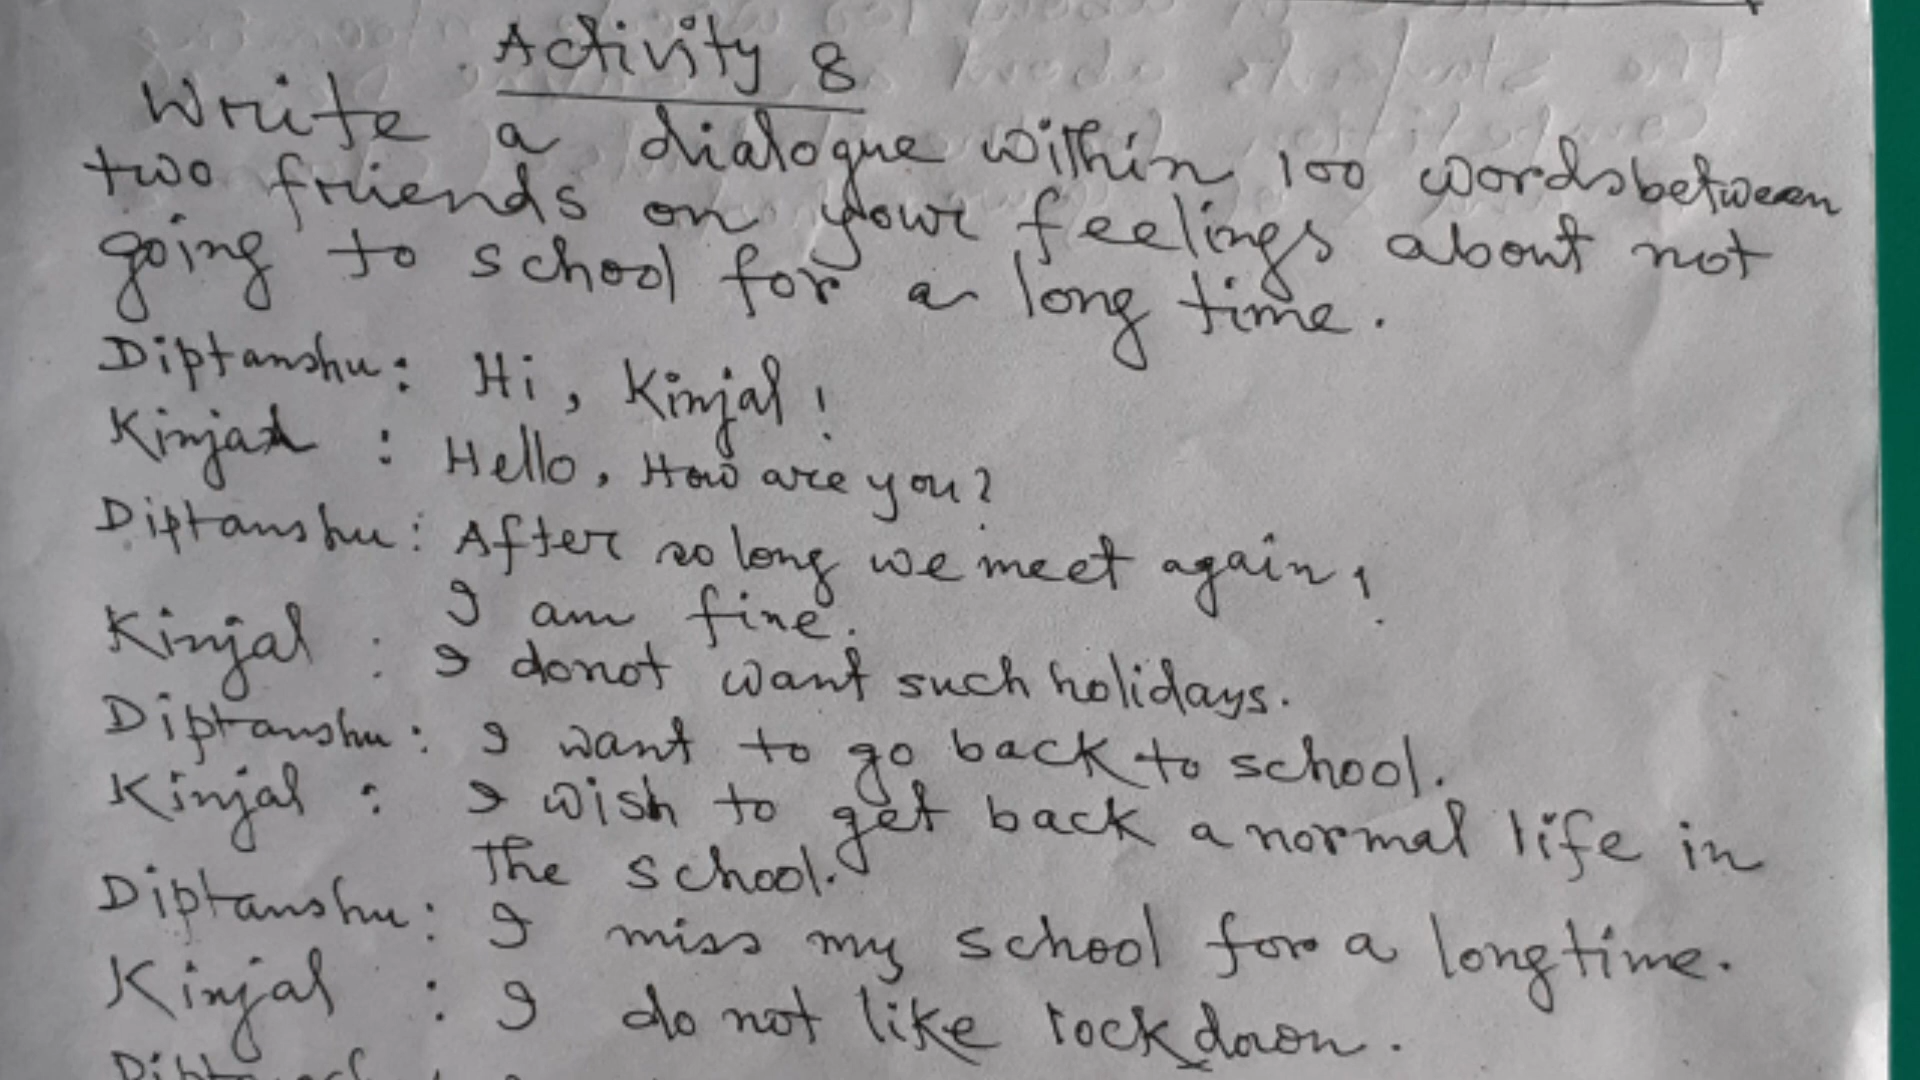 Activity 8
Write a dialogue within 100 words between
two friends on your feelings about not
going to school for a long time.
Diptanshu: Hi, Kinjal!
Kinjal : Hello, How are you?
Diptanshu: After so long we meet again!
I am fine.
Kinjal : I donot want such holidays.
Diptanshu: I want to go back to school.
Kinjal : I wish to get back a normal life in
the school.
Diptanshu: I miss my school for a long time.
Kinjal : I do not like lockdown.